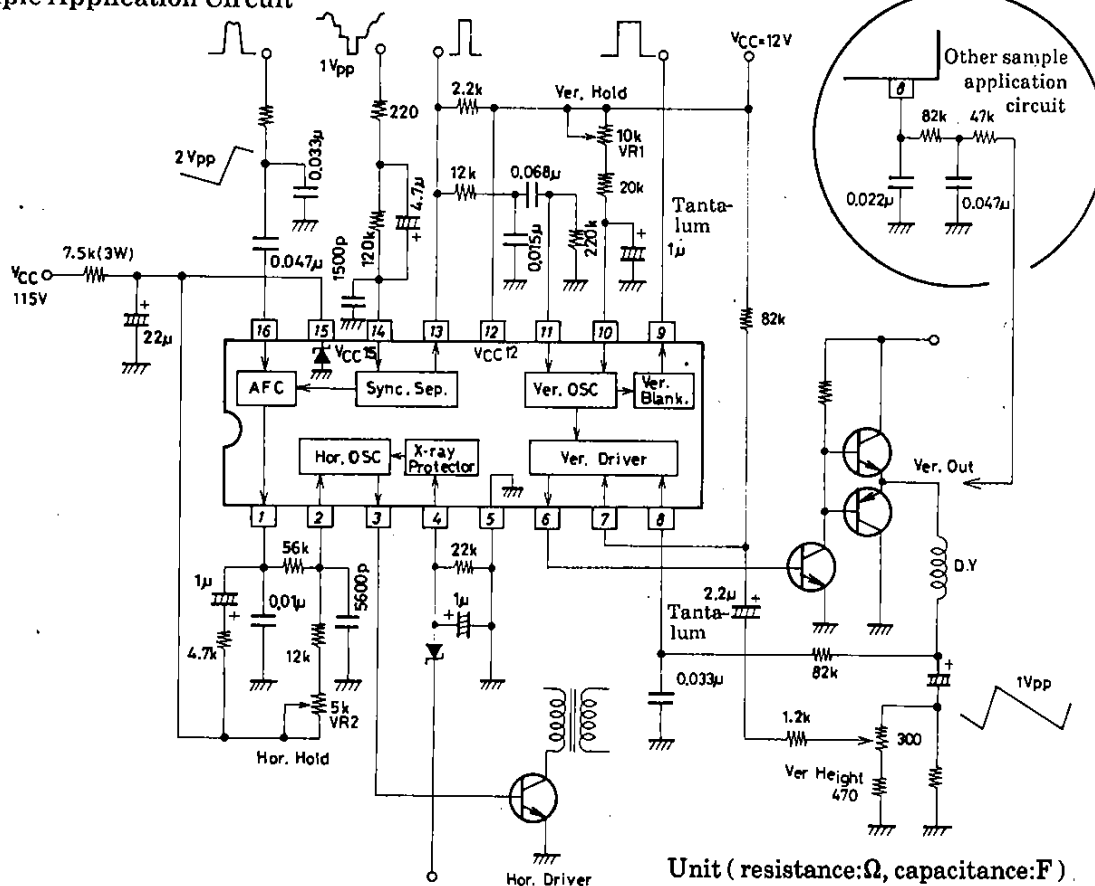 ple Application Circuit
1Vpp
VCC=12V
Other sample
application
circuit
8
82k
47k
0.022μ
0.047μ
2.2k
Ver. Hold
220
10k
VR1
2Vpp
0.033μ
4.7μ
12k
0.068μ
20k
Tanta-
lum
0.015μ
220k
1μ
120k
1500p
7.5k(3W)
0.047μ
VCC
115V
22μ
82k
16
15
14
13
12
11
10
9
VCC15
VCC12
AFC
Sync. Sep.
Ver. OSC
Ver.
Blank.
Hor. OSC
X-ray
Protector
Ver. Driver
Ver. Out
1
2
3
4
5
6
7
8
56k
22k
D.Y
1μ
0.01μ
5600p
1μ
2.2μ
Tanta-
lum
4.7k
12k
82k
0.033μ
1Vpp
5k
VR2
1.2k
300
Hor. Hold
Ver Height
470
Hor. Driver
Unit ( resistance:Ω, capacitance:F )